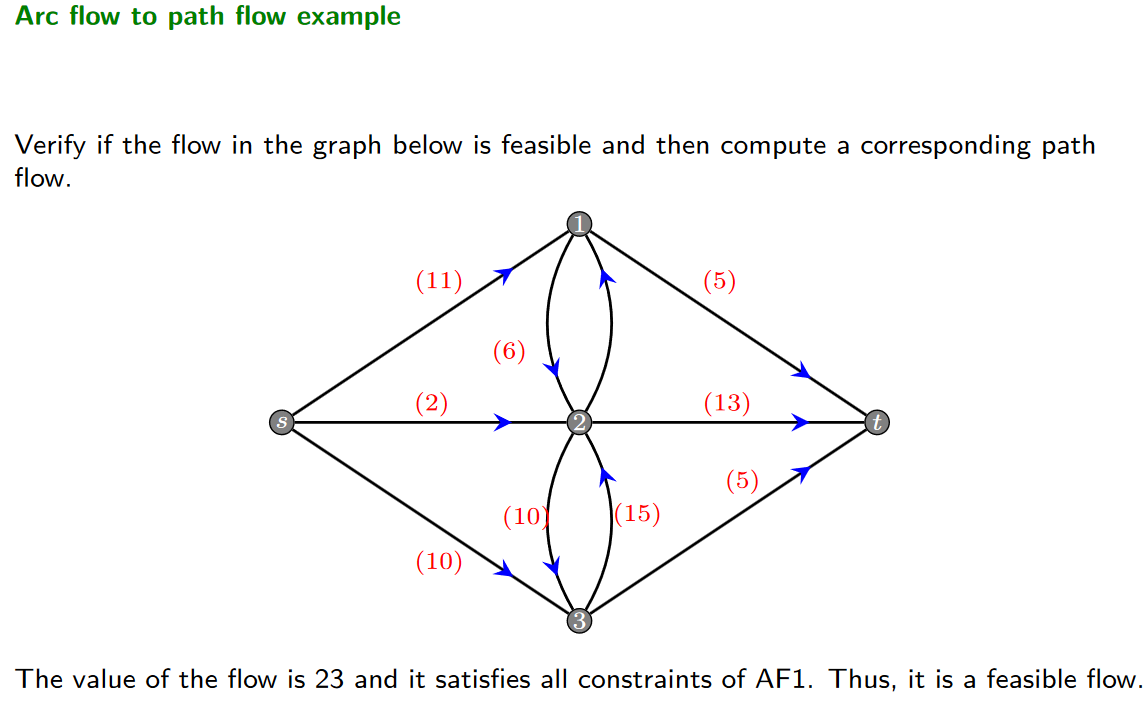 Arc flow to path flow example
Verify if the flow in the graph below is feasible and then compute a corresponding path
flow.
1
(11)
(5)
(6)
(2)
(13)
s
2
t
(5)
(10)
(15)
(10)
3
The value of the flow is 23 and it satisfies all constraints of AF1. Thus, it is a feasible flow.